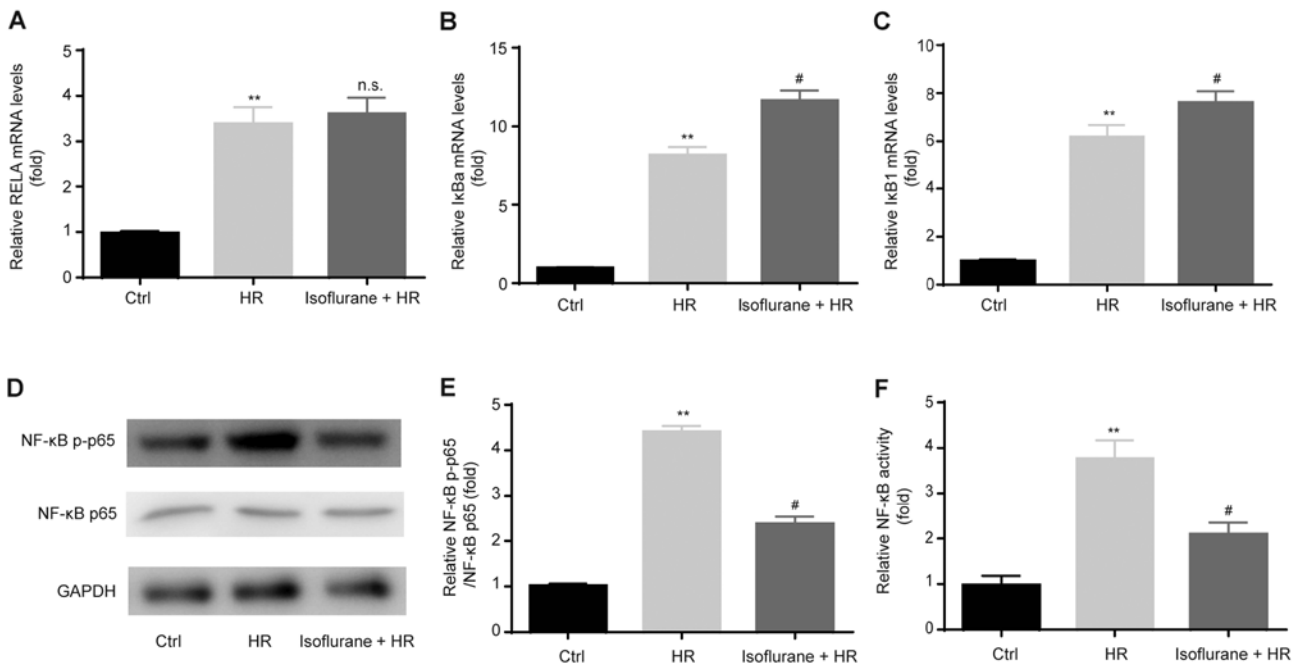 A
Relative RELA mRNA levels
(fold)
5
4
3
2
1
0
**
n.s.
Ctrl
HR
Isoflurane + HR
B
Relative IκBa mRNA levels
(fold)
15
10
5
0
**
#
Ctrl
HR
Isoflurane + HR
C
Relative IκB1 mRNA levels
(fold)
10
8
6
4
2
0
**
#
Ctrl
HR
Isoflurane + HR
D
NF-κB p-p65
NF-κB p65
GAPDH
Ctrl
HR
Isoflurane + HR
E
Relative NF-κB p-p65
/NF-κB p65 (fold)
5
4
3
2
1
0
**
#
Ctrl
HR
Isoflurane + HR
F
Relative NF-κB activity
(fold)
5
4
3
2
1
0
**
#
Ctrl
HR
Isoflurane + HR